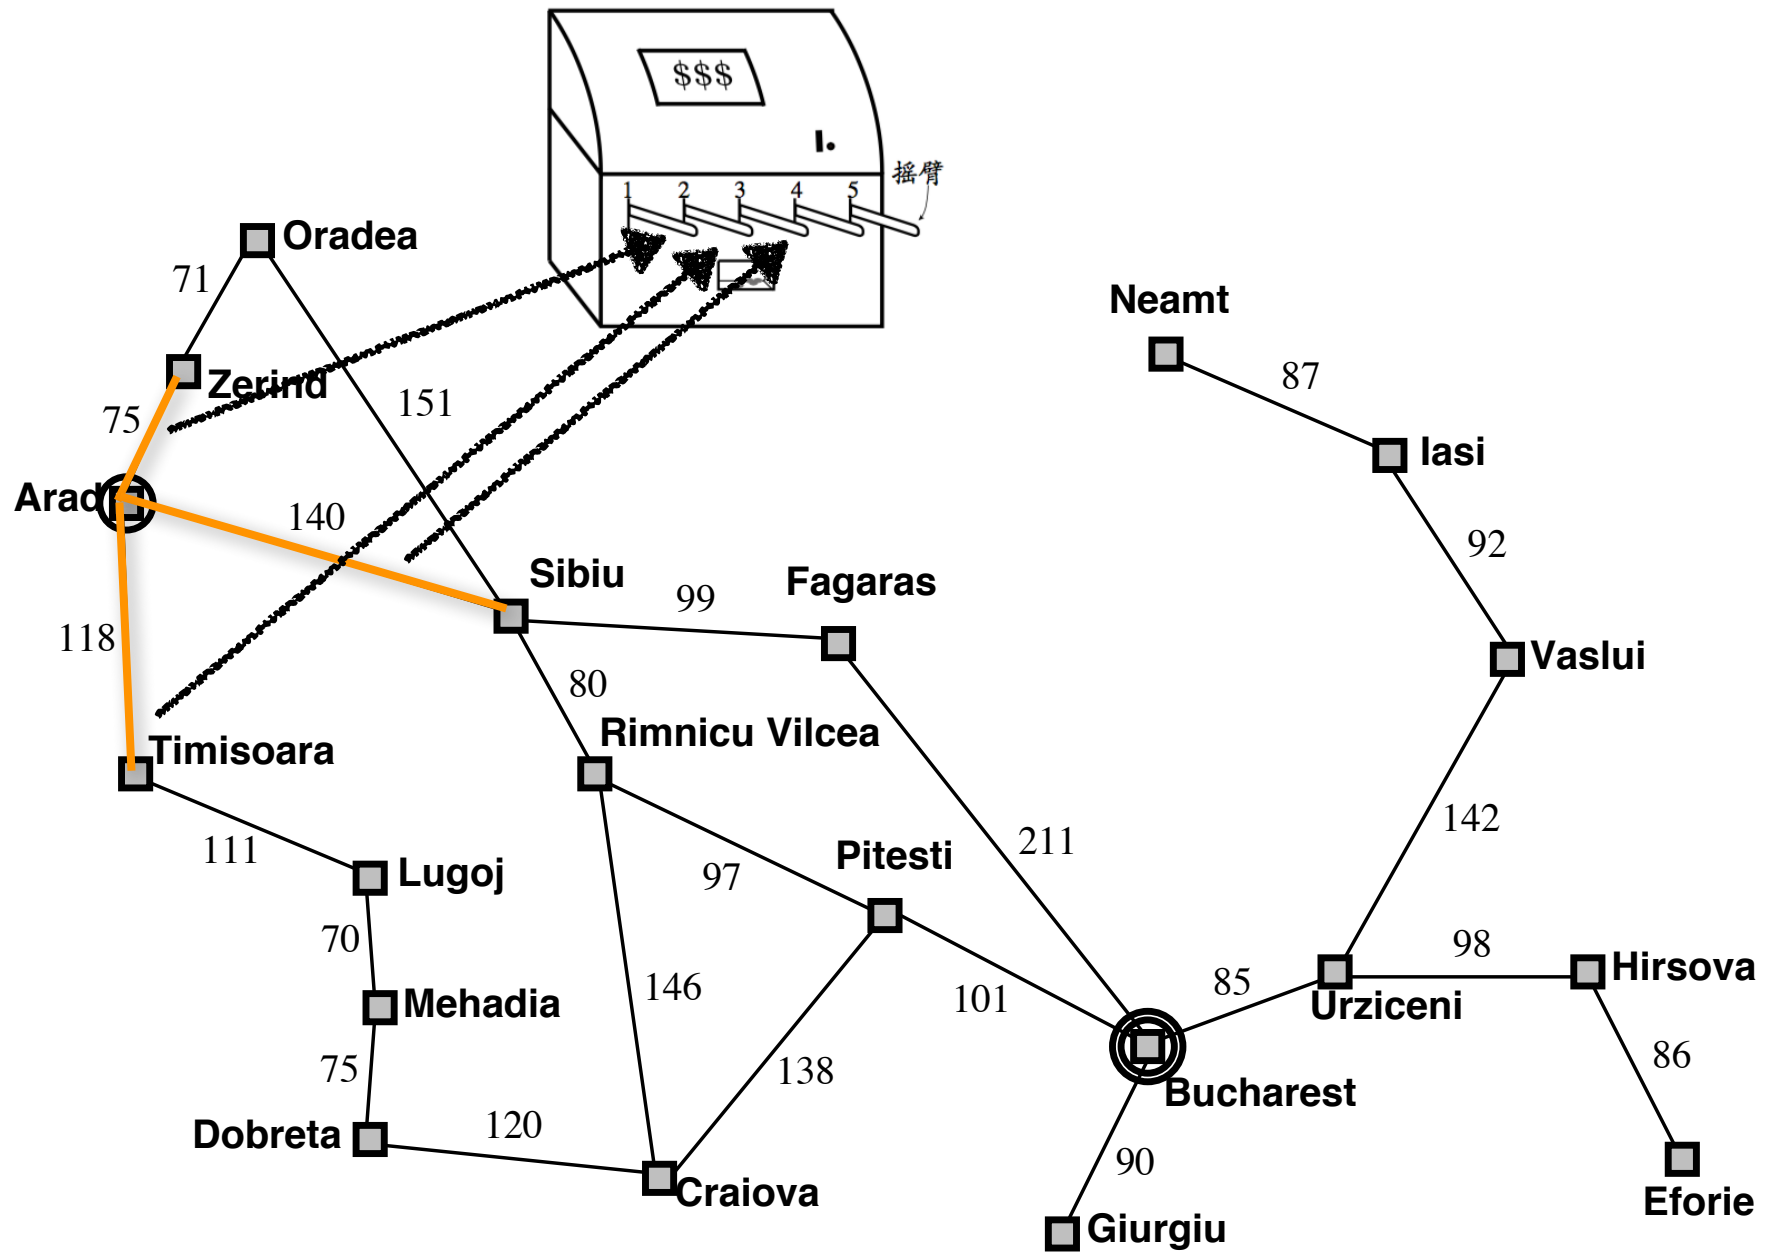 $$$
I.
摇臂
1 2 3 4 5
Oradea
71
Neamt
87
Zerind
151
75
Iasi
Arad
140
92
Sibiu
Fagaras
99
118
Vaslui
80
Rimnicu Vilcea
Timisoara
142
111
211
Pitesti
Lugoj
97
70
98
Hirsova
146
85
101
Urziceni
Mehadia
75
138
86
Bucharest
120
Dobreta
90
Craiova
Eforie
Giurgiu